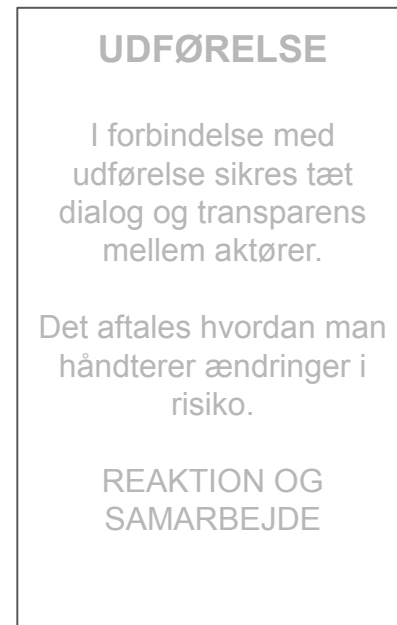 UDFØRELSE
I forbindelse med
udførelse sikres tæt
dialog og transparens
mellem aktører.
Det aftales hvordan man
håndterer ændringer i
risiko.
REAKTION OG
SAMARBEJDE